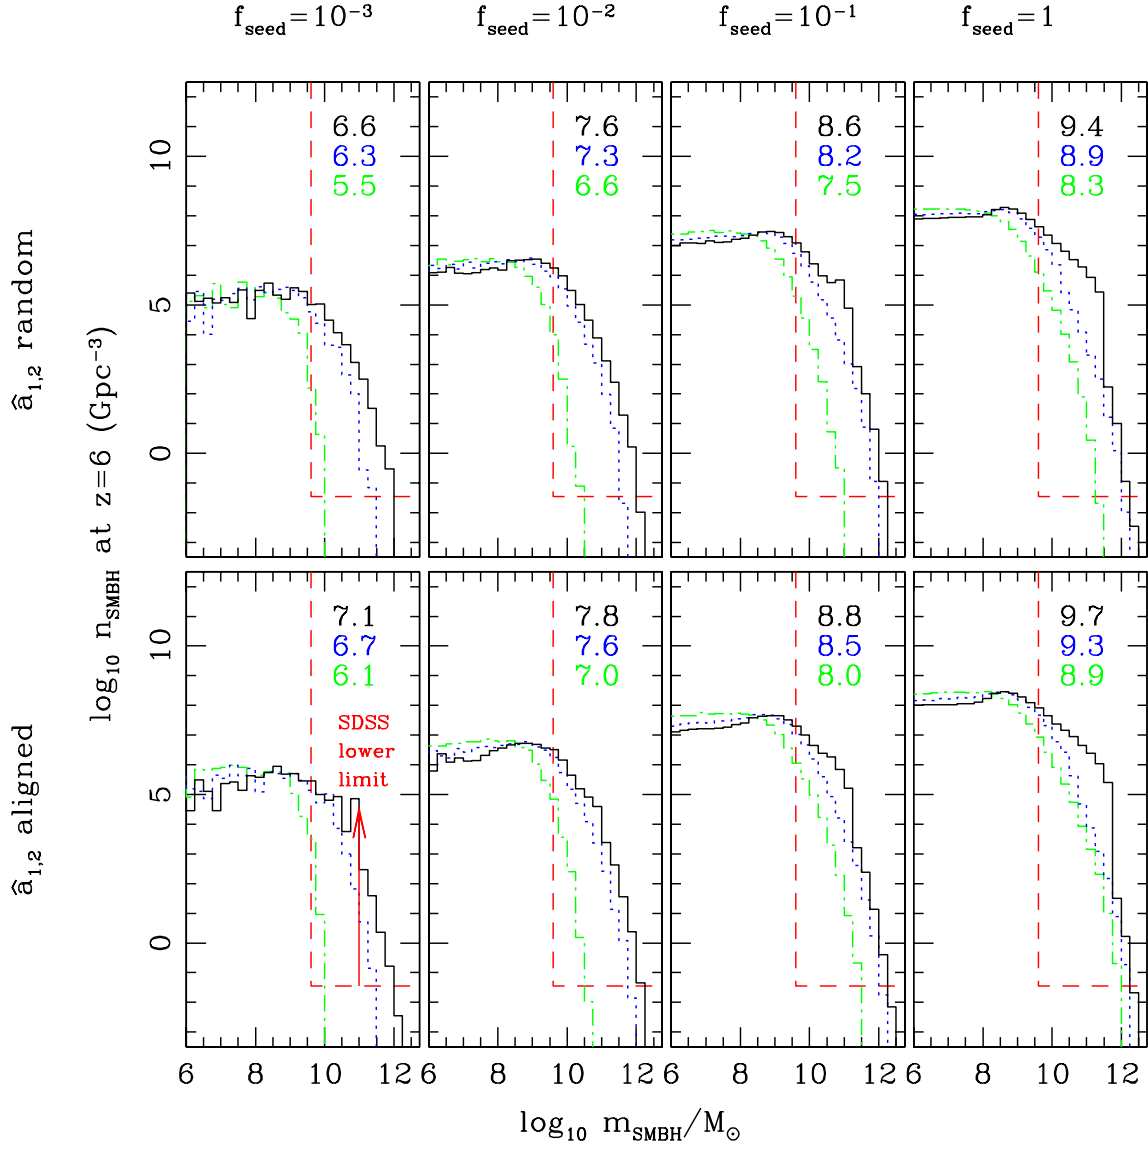 f_seed=10^-3 f_seed=10^-2 f_seed=10^-1 f_seed=1
6.6 7.6 8.6 9.4
6.3 7.3 8.2 8.9
5.5 6.6 7.5 8.3
10
5
0
â_1,2 random
log_10 n_SMBH at z=6 (Gpc^-3)
7.1 7.8 8.8 9.7
6.7 7.6 8.5 9.3
6.1 7.0 8.0 8.9
SDSS
lower
limit
10
5
0
â_1,2 aligned
6 8 10 12 6 8 10 12 6 8 10 12 6 8 10 12
log_10 m_SMBH/M_⊙